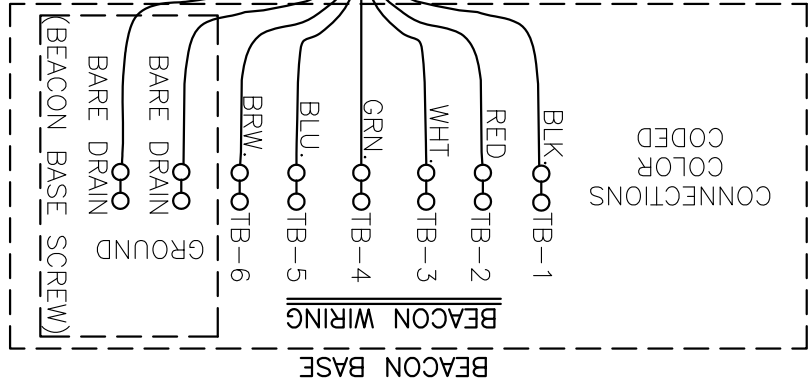 BEACON BASE
BEACON WIRING
CONNECTIONS
COLOR
CODED
BLK. TB-1
RED TB-2
WHT. TB-3
GRN. TB-4
BLU. TB-5
BRW. TB-6
GROUND
BARE DRAIN
BARE DRAIN
(BEACON BASE SCREW)